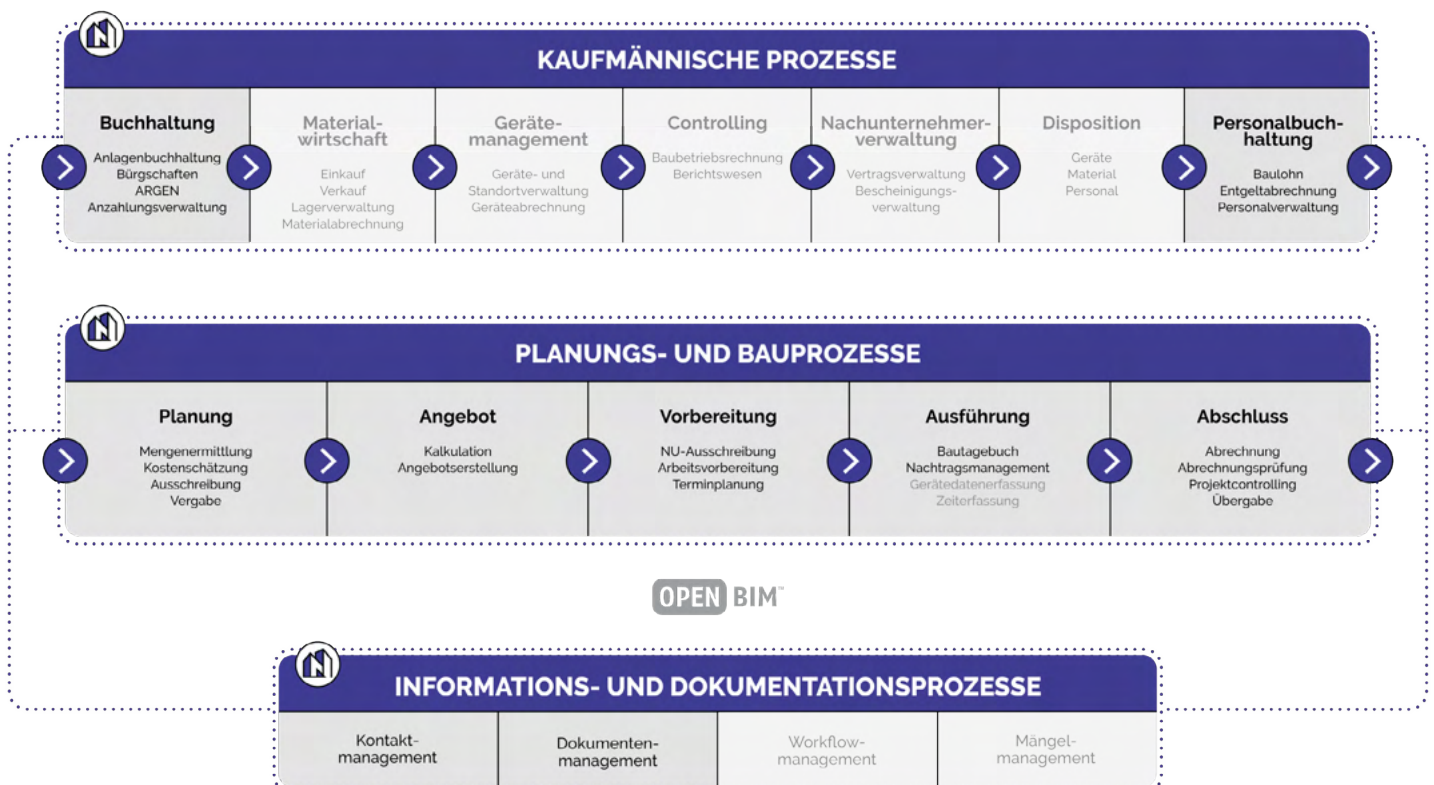 KAUFMÄNNISCHE PROZESSE
Buchhaltung
Anlagenbuchhaltung
Bürgschaften
ARGEN
Anzahlungsverwaltung
Material-
wirtschaft
Einkauf
Verkauf
Lagerverwaltung
Materialabrechnung
Geräte-
management
Geräte- und
Standortverwaltung
Geräteabrechnung
Controlling
Baubetriebsrechnung
Berichtswesen
Nachunternehmer-
verwaltung
Vertragsverwaltung
Bescheinigungs-
verwaltung
Disposition
Geräte
Material
Personal
Personalbuch-
haltung
Baulohn
Entgeltabrechnung
Personalverwaltung
PLANUNGS- UND BAUPROZESSE
Planung
Mengenermittlung
Kostenschätzung
Ausschreibung
Vergabe
Angebot
Kalkulation
Angebotserstellung
Vorbereitung
NU-Ausschreibung
Arbeitsvorbereitung
Terminplanung
Ausführung
Bautagebuch
Nachtragsmanagement
Gerätedatenerfassung
Zeiterfassung
Abschluss
Abrechnung
Abrechnungsprüfung
Projektcontrolling
Übergabe
OPEN BIM™
INFORMATIONS- UND DOKUMENTATIONSPROZESSE
Kontakt-
management
Dokumenten-
management
Workflow-
management
Mängel-
management